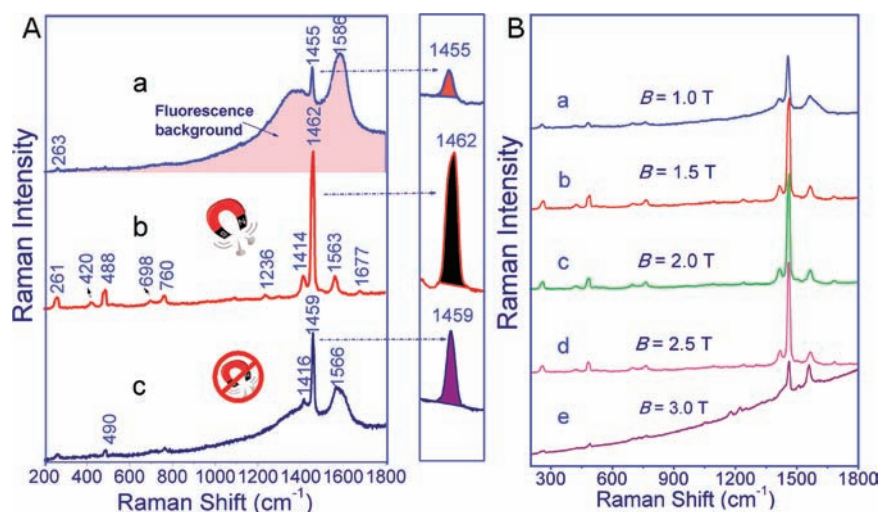 A
a
Fluorescence
background
263
1455
1586
1455
b
261
420
488
698
760
1236
1414
1462
1563
1677
1462
c
490
1416
1459
1566
1459
200 400 600 800 1000 1200 1400 1600 1800
Raman Shift (cm⁻¹)
Raman Intensity
B
a B = 1.0 T
b B = 1.5 T
c B = 2.0 T
d B = 2.5 T
e B = 3.0 T
300 600 900 1200 1500 1800
Raman Shift (cm⁻¹)
Raman Intensity